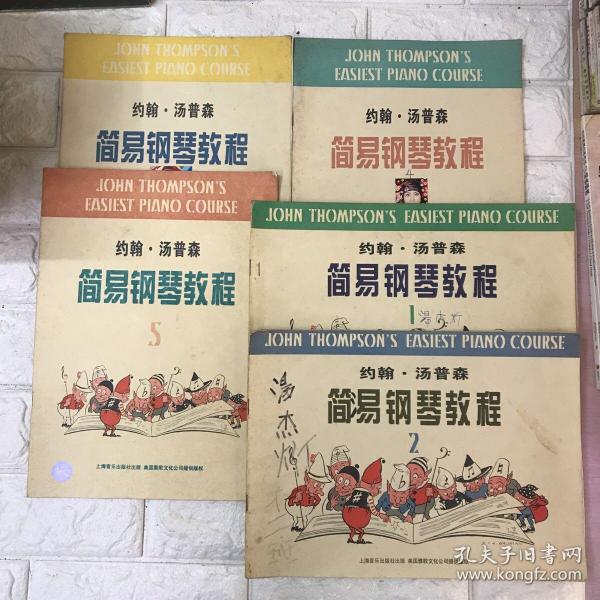 JOHN THOMPSON'S
EASIEST PIANO COURSE
约翰·汤普森
简易钢琴教程
JOHN THOMPSON'S
EASIEST PIANO COURSE
约翰·汤普森
简易钢琴教程
4
JOHN THOMPSON'S
EASIEST PIANO COURSE
约翰·汤普森
简易钢琴教程
5
上海音乐出版社出版 美国雅歌文化公司提供版权
JOHN THOMPSON'S EASIEST PIANO COURSE
约翰·汤普森
简易钢琴教程
1
JOHN THOMPSON'S EASIEST PIANO COURSE
约翰·汤普森
简易钢琴教程
2
汤杰
上海音乐出版社出版
孔夫子旧书网
www.kongfz.com